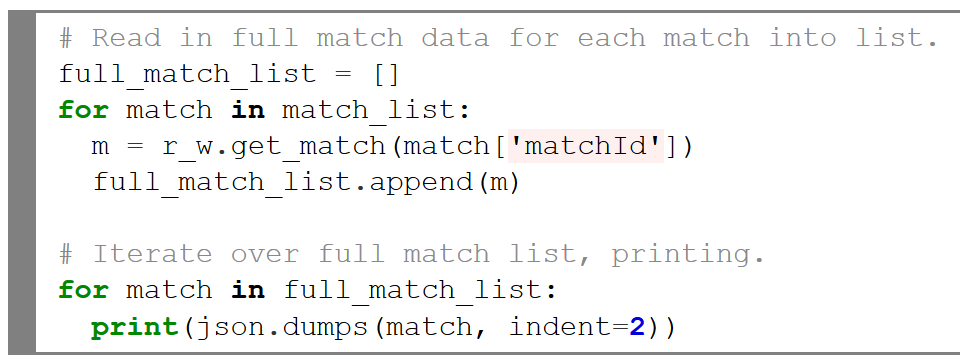 # Read in full match data for each match into list.
full_match_list = []
for match in match_list:
  m = r_w.get_match(match['matchId'])
  full_match_list.append(m)

# Iterate over full match list, printing.
for match in full_match_list:
  print(json.dumps(match, indent=2))